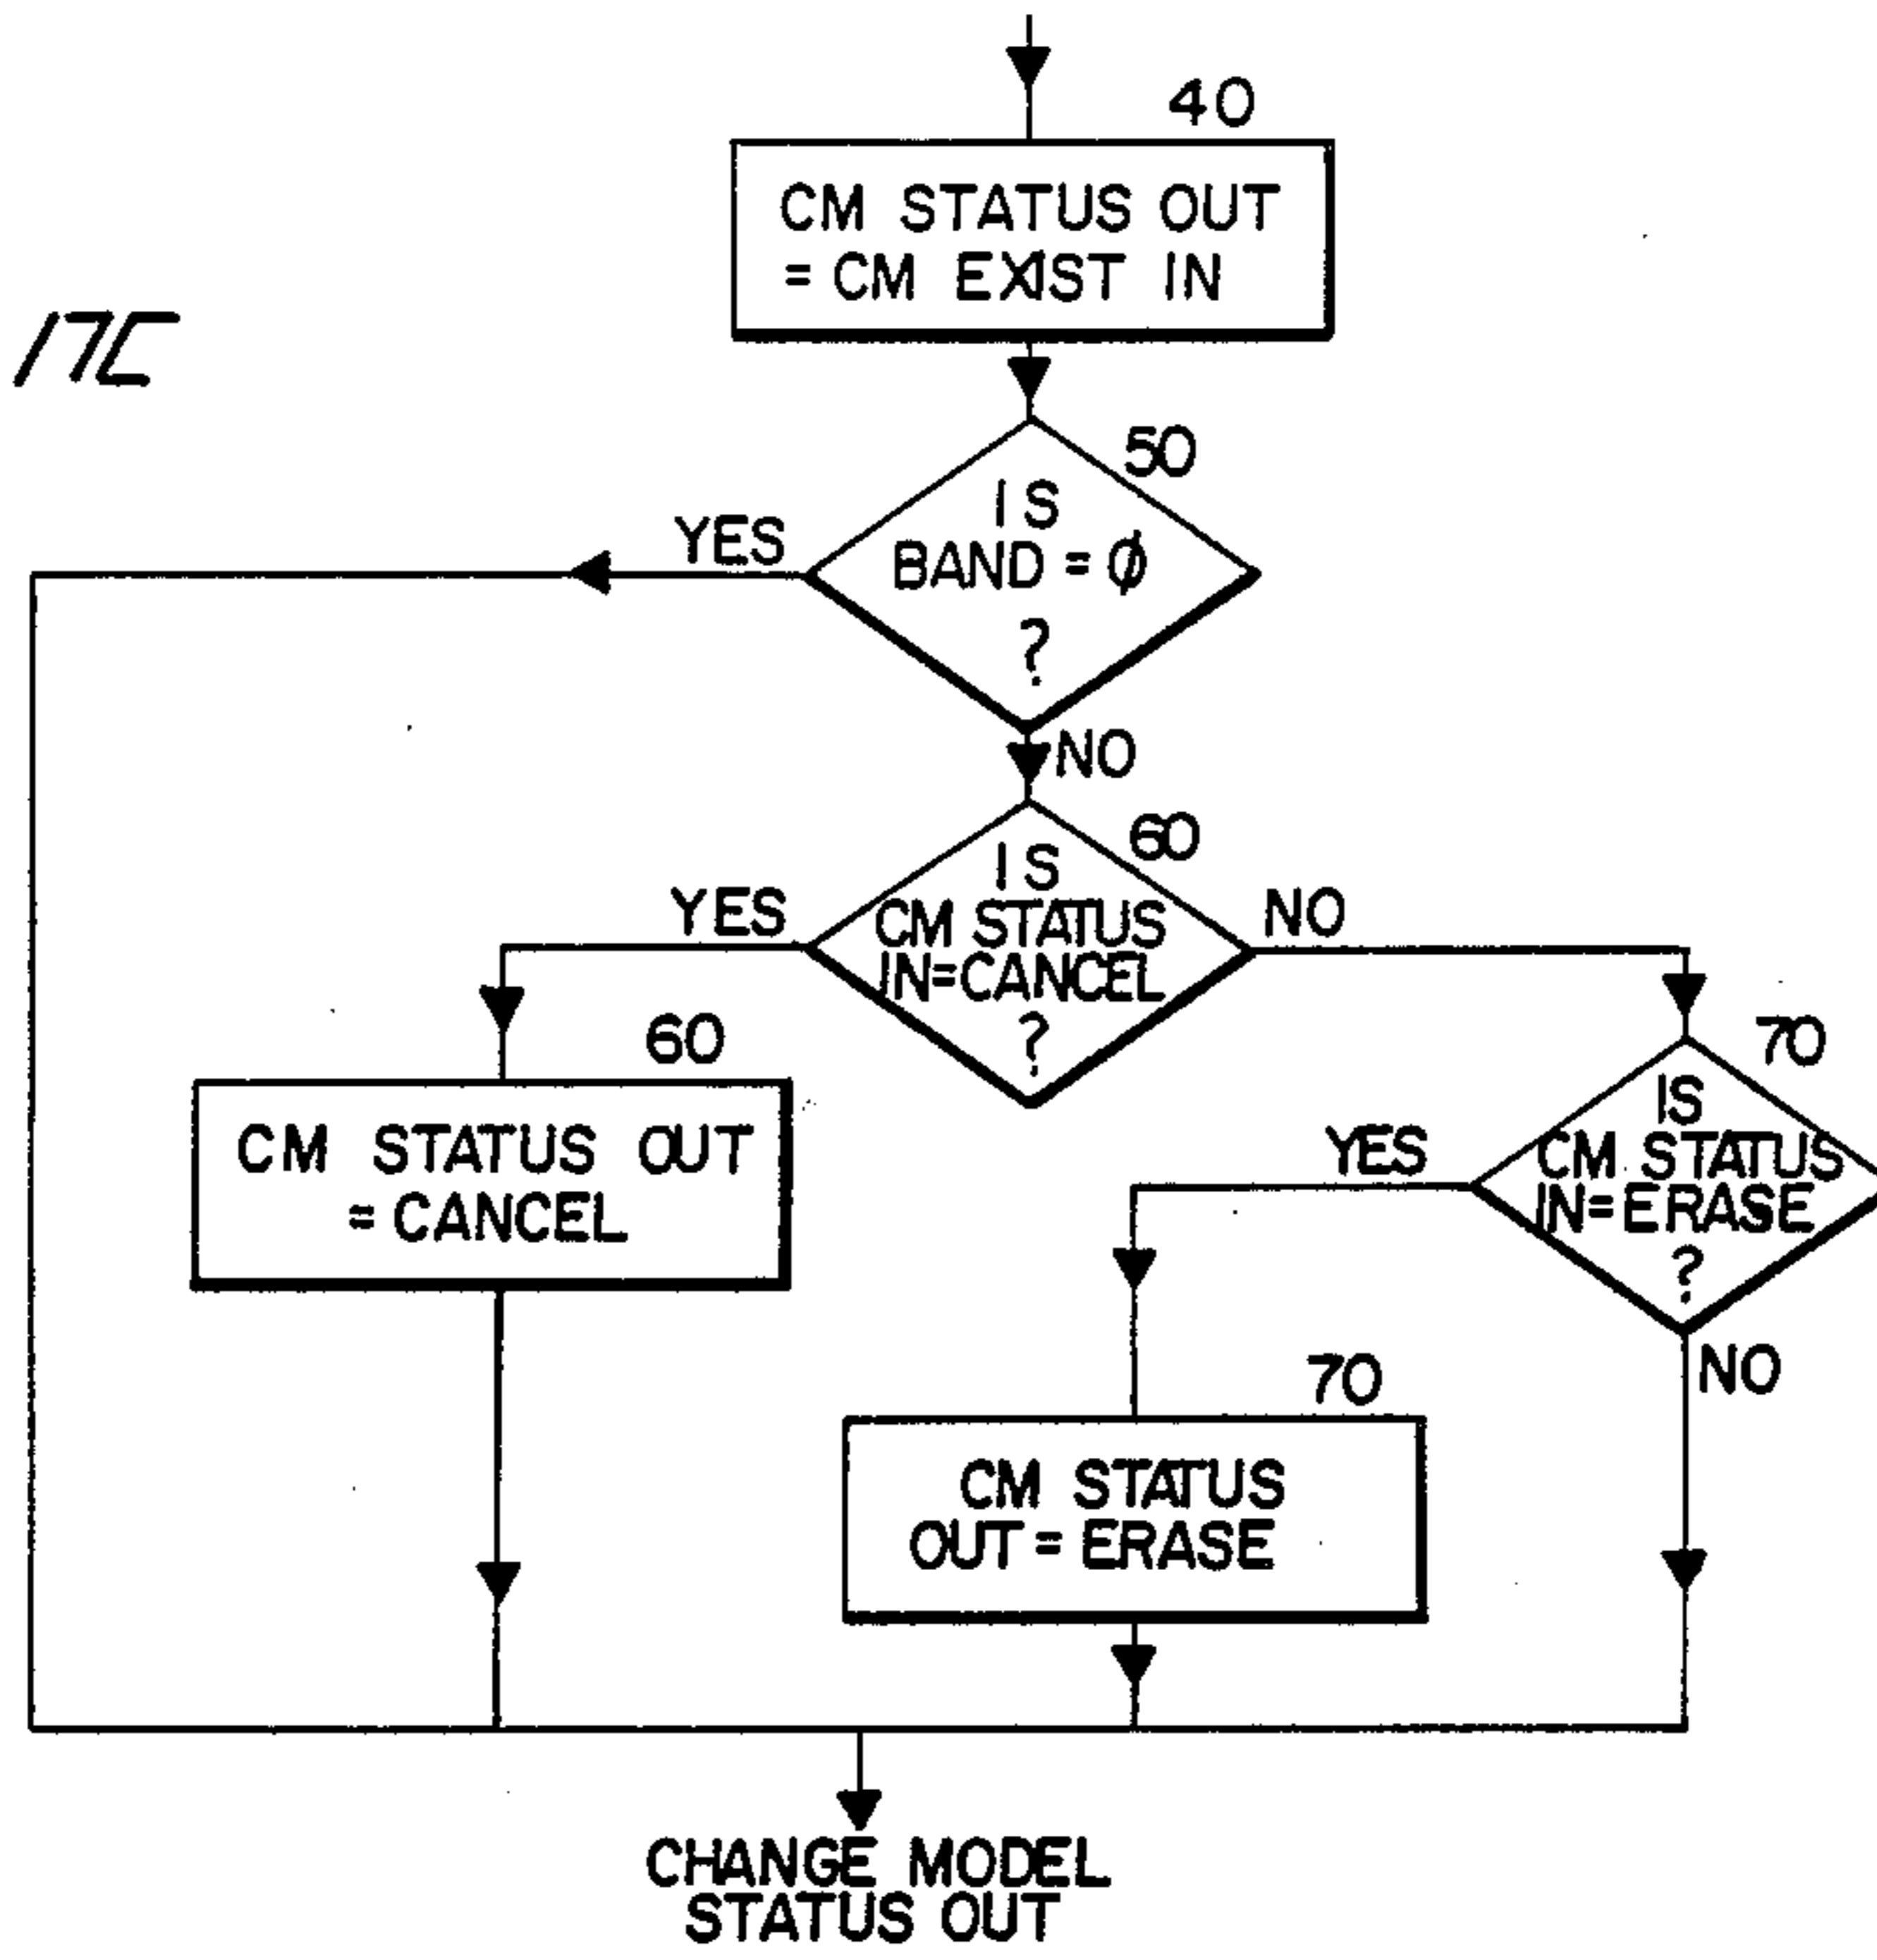 40
CM STATUS OUT
= CM EXIST IN
17C
50
IS
BAND = ϕ
?
YES
NO
60
IS
CM STATUS
IN=CANCEL
?
YES
NO
60
CM STATUS OUT
= CANCEL
70
IS
CM STATUS
IN=ERASE
?
YES
NO
70
CM STATUS
OUT = ERASE
CHANGE MODEL
STATUS OUT